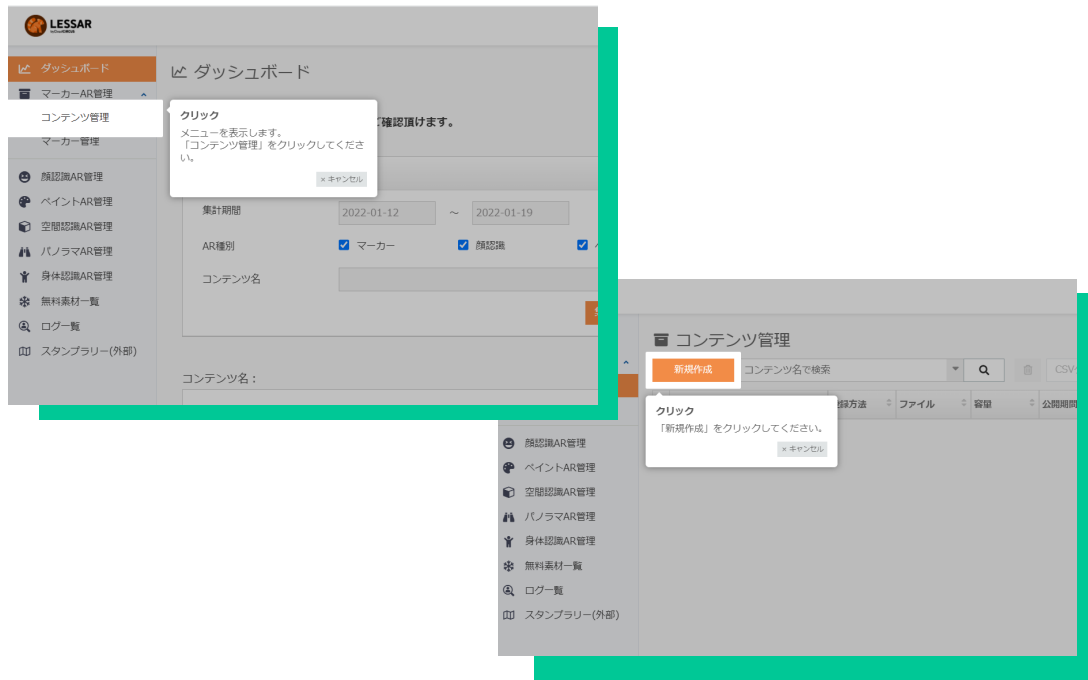 LESSAR
ダッシュボード
マーカーAR管理
コンテンツ管理
マーカー管理
顔認識AR管理
ペイントAR管理
空間認識AR管理
パノラマAR管理
身体認識AR管理
無料素材一覧
ログ一覧
スタンプラリー(外部)
ダッシュボード
ご確認頂けます。
クリック
メニューを表示します。
「コンテンツ管理」をクリックしてくださ
い。
× キャンセル
集計期間 2022-01-12 ～ 2022-01-19
AR種別 マーカー 顔認識
コンテンツ名
コンテンツ名：
コンテンツ管理
新規作成 コンテンツ名で検索 CSV
登録方法 ファイル 容量 公開期間
クリック
「新規作成」をクリックしてください。
× キャンセル
顔認識AR管理
ペイントAR管理
空間認識AR管理
パノラマAR管理
身体認識AR管理
無料素材一覧
ログ一覧
スタンプラリー(外部)